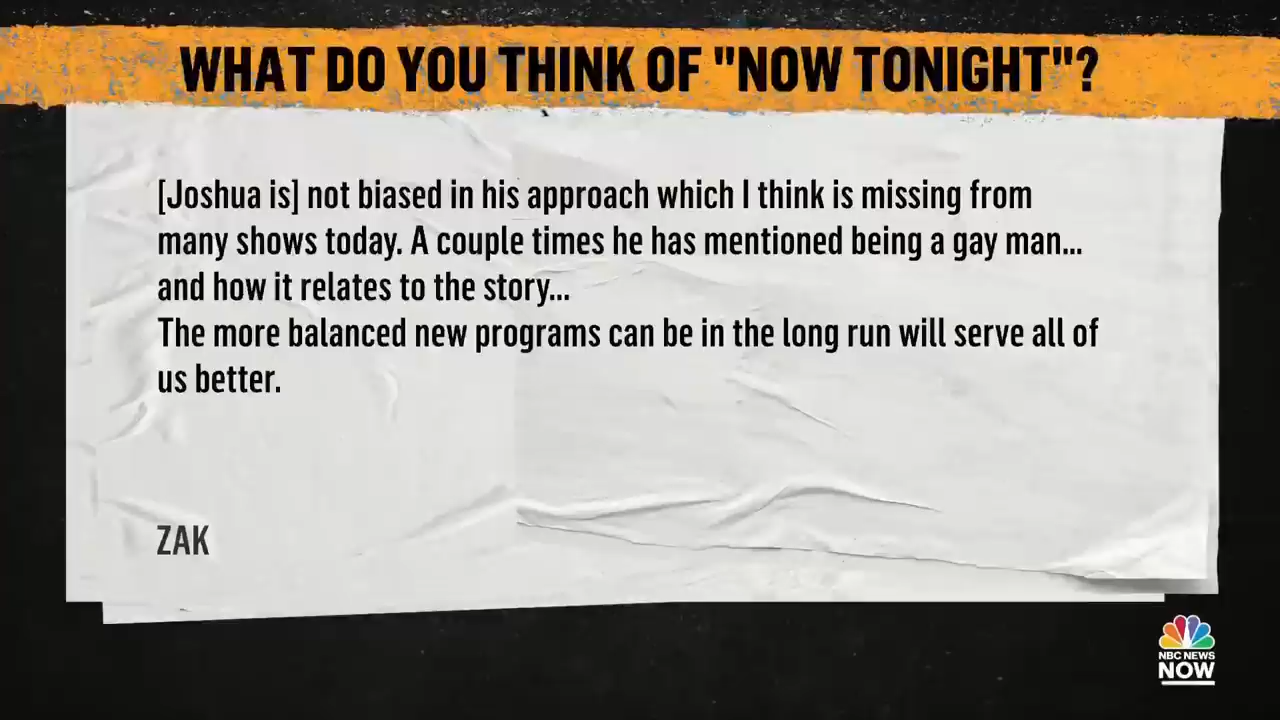 WHAT DO YOU THINK OF "NOW TONIGHT"?
[Joshua is] not biased in his approach which I think is missing from
many shows today. A couple times he has mentioned being a gay man...
and how it relates to the story...
The more balanced new programs can be in the long run will serve all of
us better.
ZAK
NBC NEWS
NOW